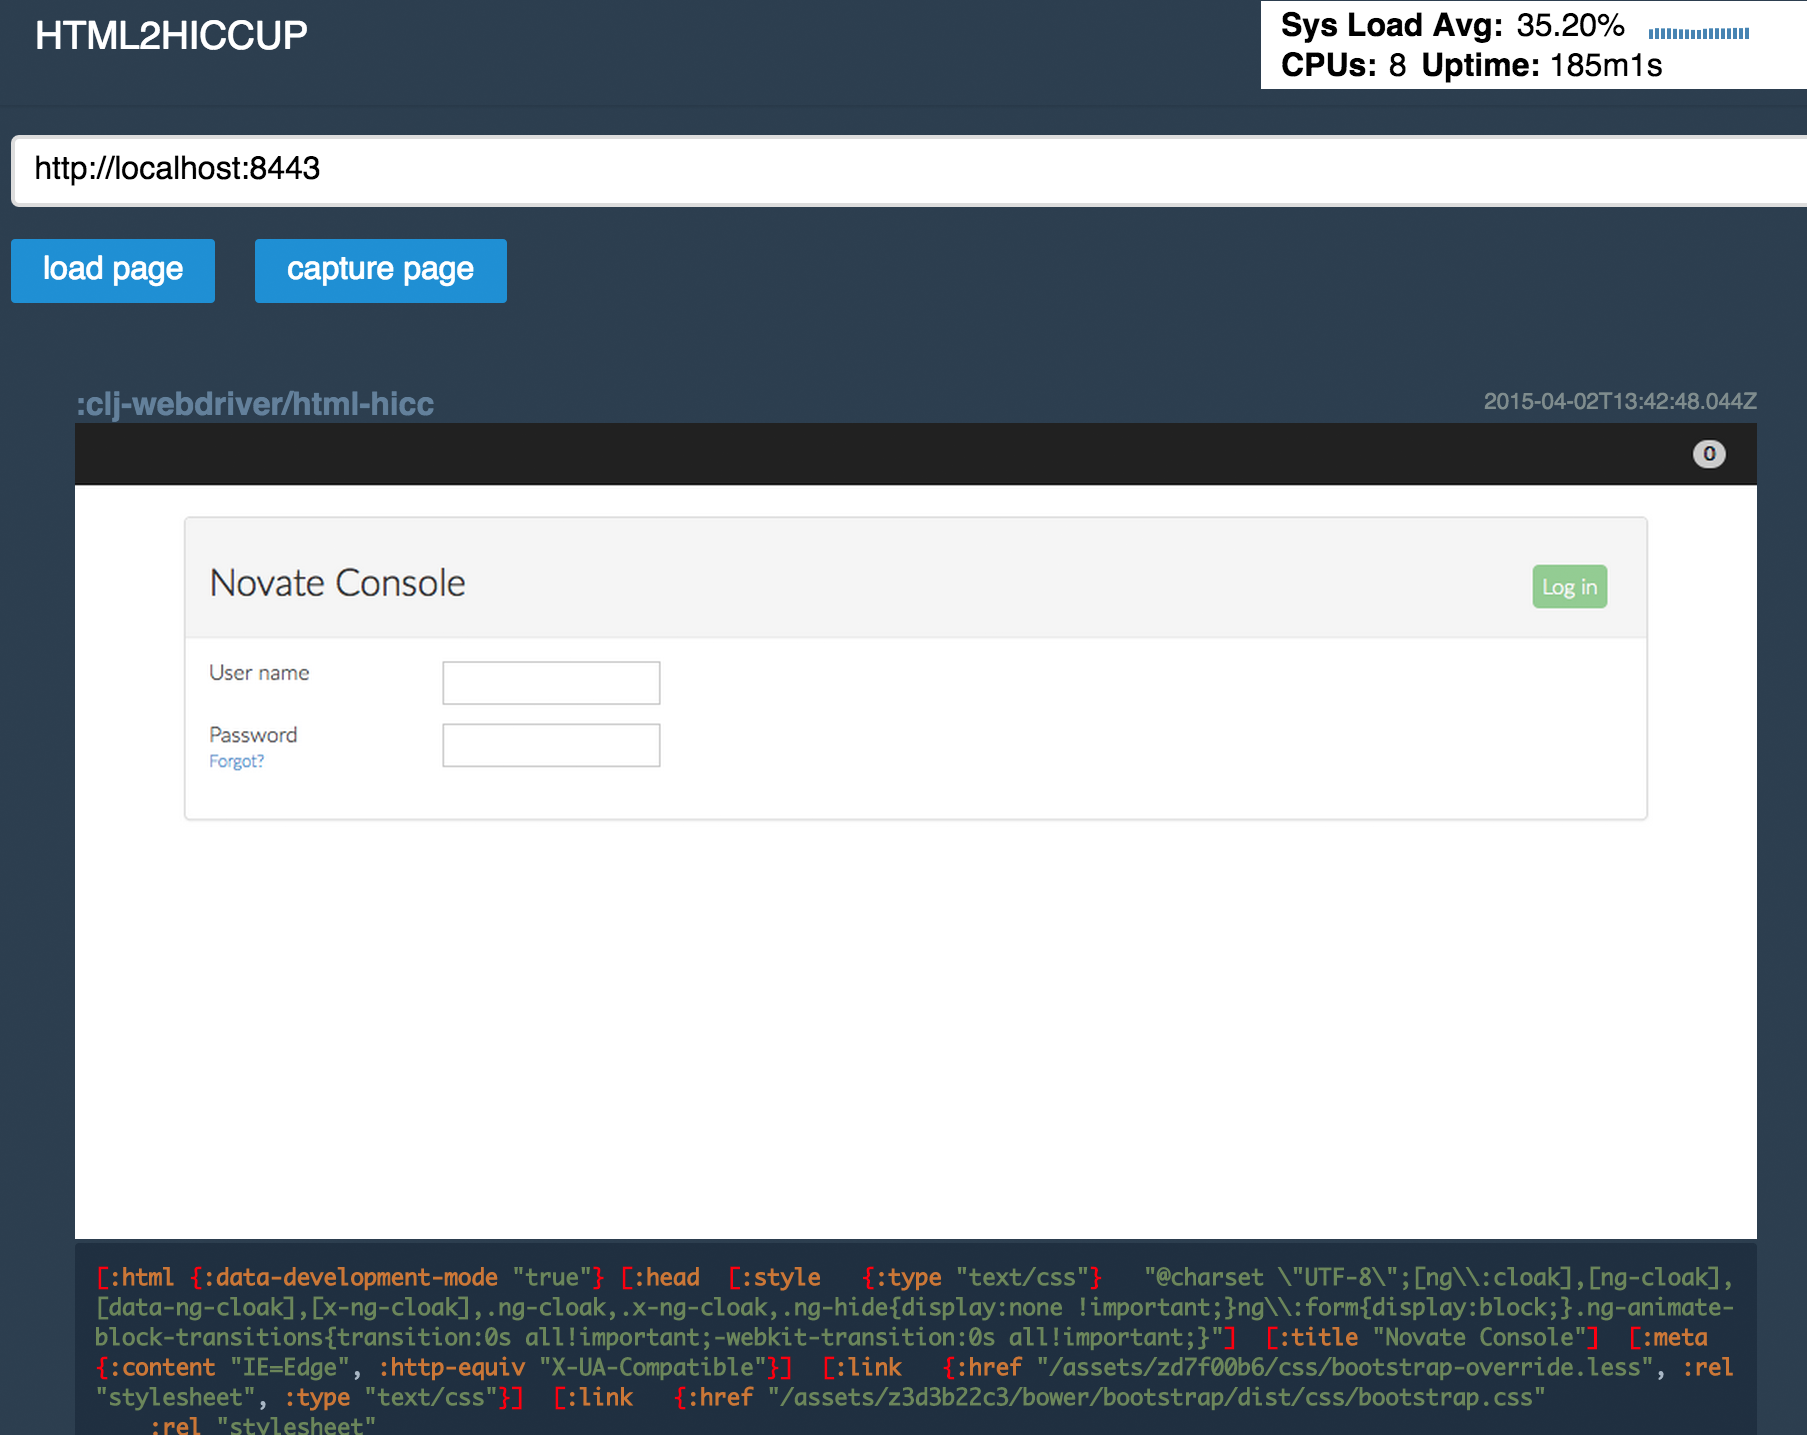 HTML2HICCUP
Sys Load Avg: 35.20%
CPUs: 8 Uptime: 185m1s
http://localhost:8443
load page
capture page
:clj-webdriver/html-hicc
2015-04-02T13:42:48.044Z
0
Novate Console
Log in
User name
Password
Forgot?
[:html {:data-development-mode "true"} [:head [:style {:type "text/css"} "@charset \"UTF-8\";[ng\\:cloak],[ng-cloak],
[data-ng-cloak],[x-ng-cloak],.ng-cloak,.x-ng-cloak,.ng-hide{display:none !important;}ng\\:form{display:block;}.ng-animate-
block-transitions{transition:0s all!important;-webkit-transition:0s all!important;}"] [:title "Novate Console"] [:meta
{:content "IE=Edge", :http-equiv "X-UA-Compatible"}] [:link {:href "/assets/zd7f00b6/css/bootstrap-override.less", :rel
"stylesheet", :type "text/css"}] [:link {:href "/assets/z3d3b22c3/bower/bootstrap/dist/css/bootstrap.css"
:rel "stylesheet"